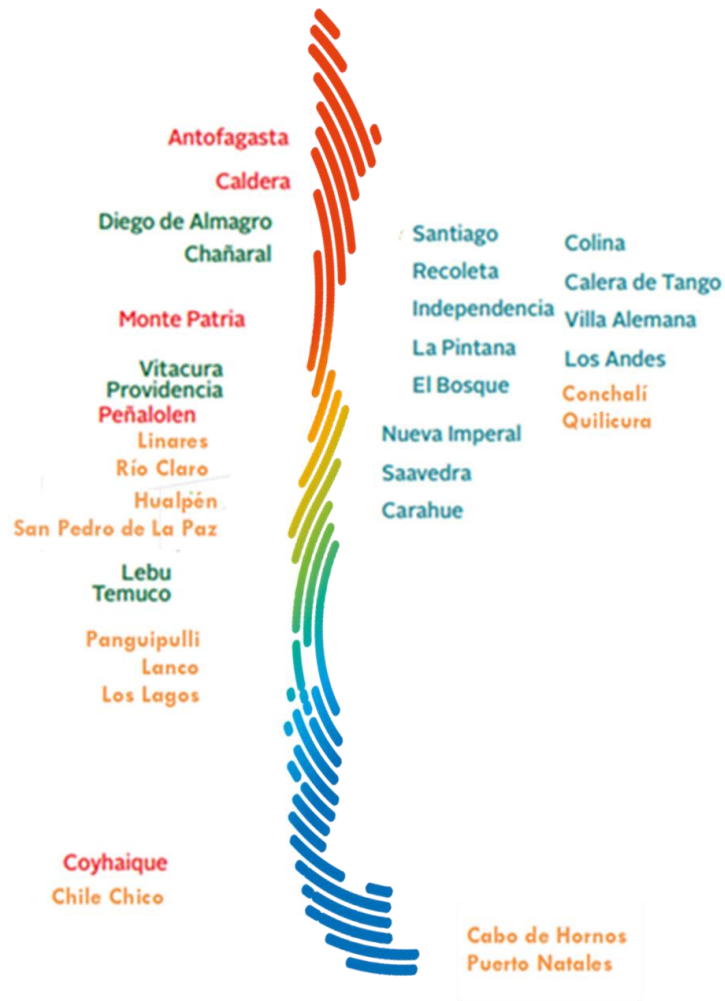 Antofagasta
Caldera
Diego de Almagro
Chañaral
Monte Patria
Vitacura
Providencia
Peñalolen
Linares
Río Claro
Hualpén
San Pedro de La Paz
Lebu
Temuco
Panguipulli
Lanco
Los Lagos
Coyhaique
Chile Chico
Santiago
Recoleta
Independencia
La Pintana
El Bosque
Nueva Imperal
Saavedra
Carahue
Colina
Calera de Tango
Villa Alemana
Los Andes
Conchalí
Quilicura
Cabo de Hornos
Puerto Natales